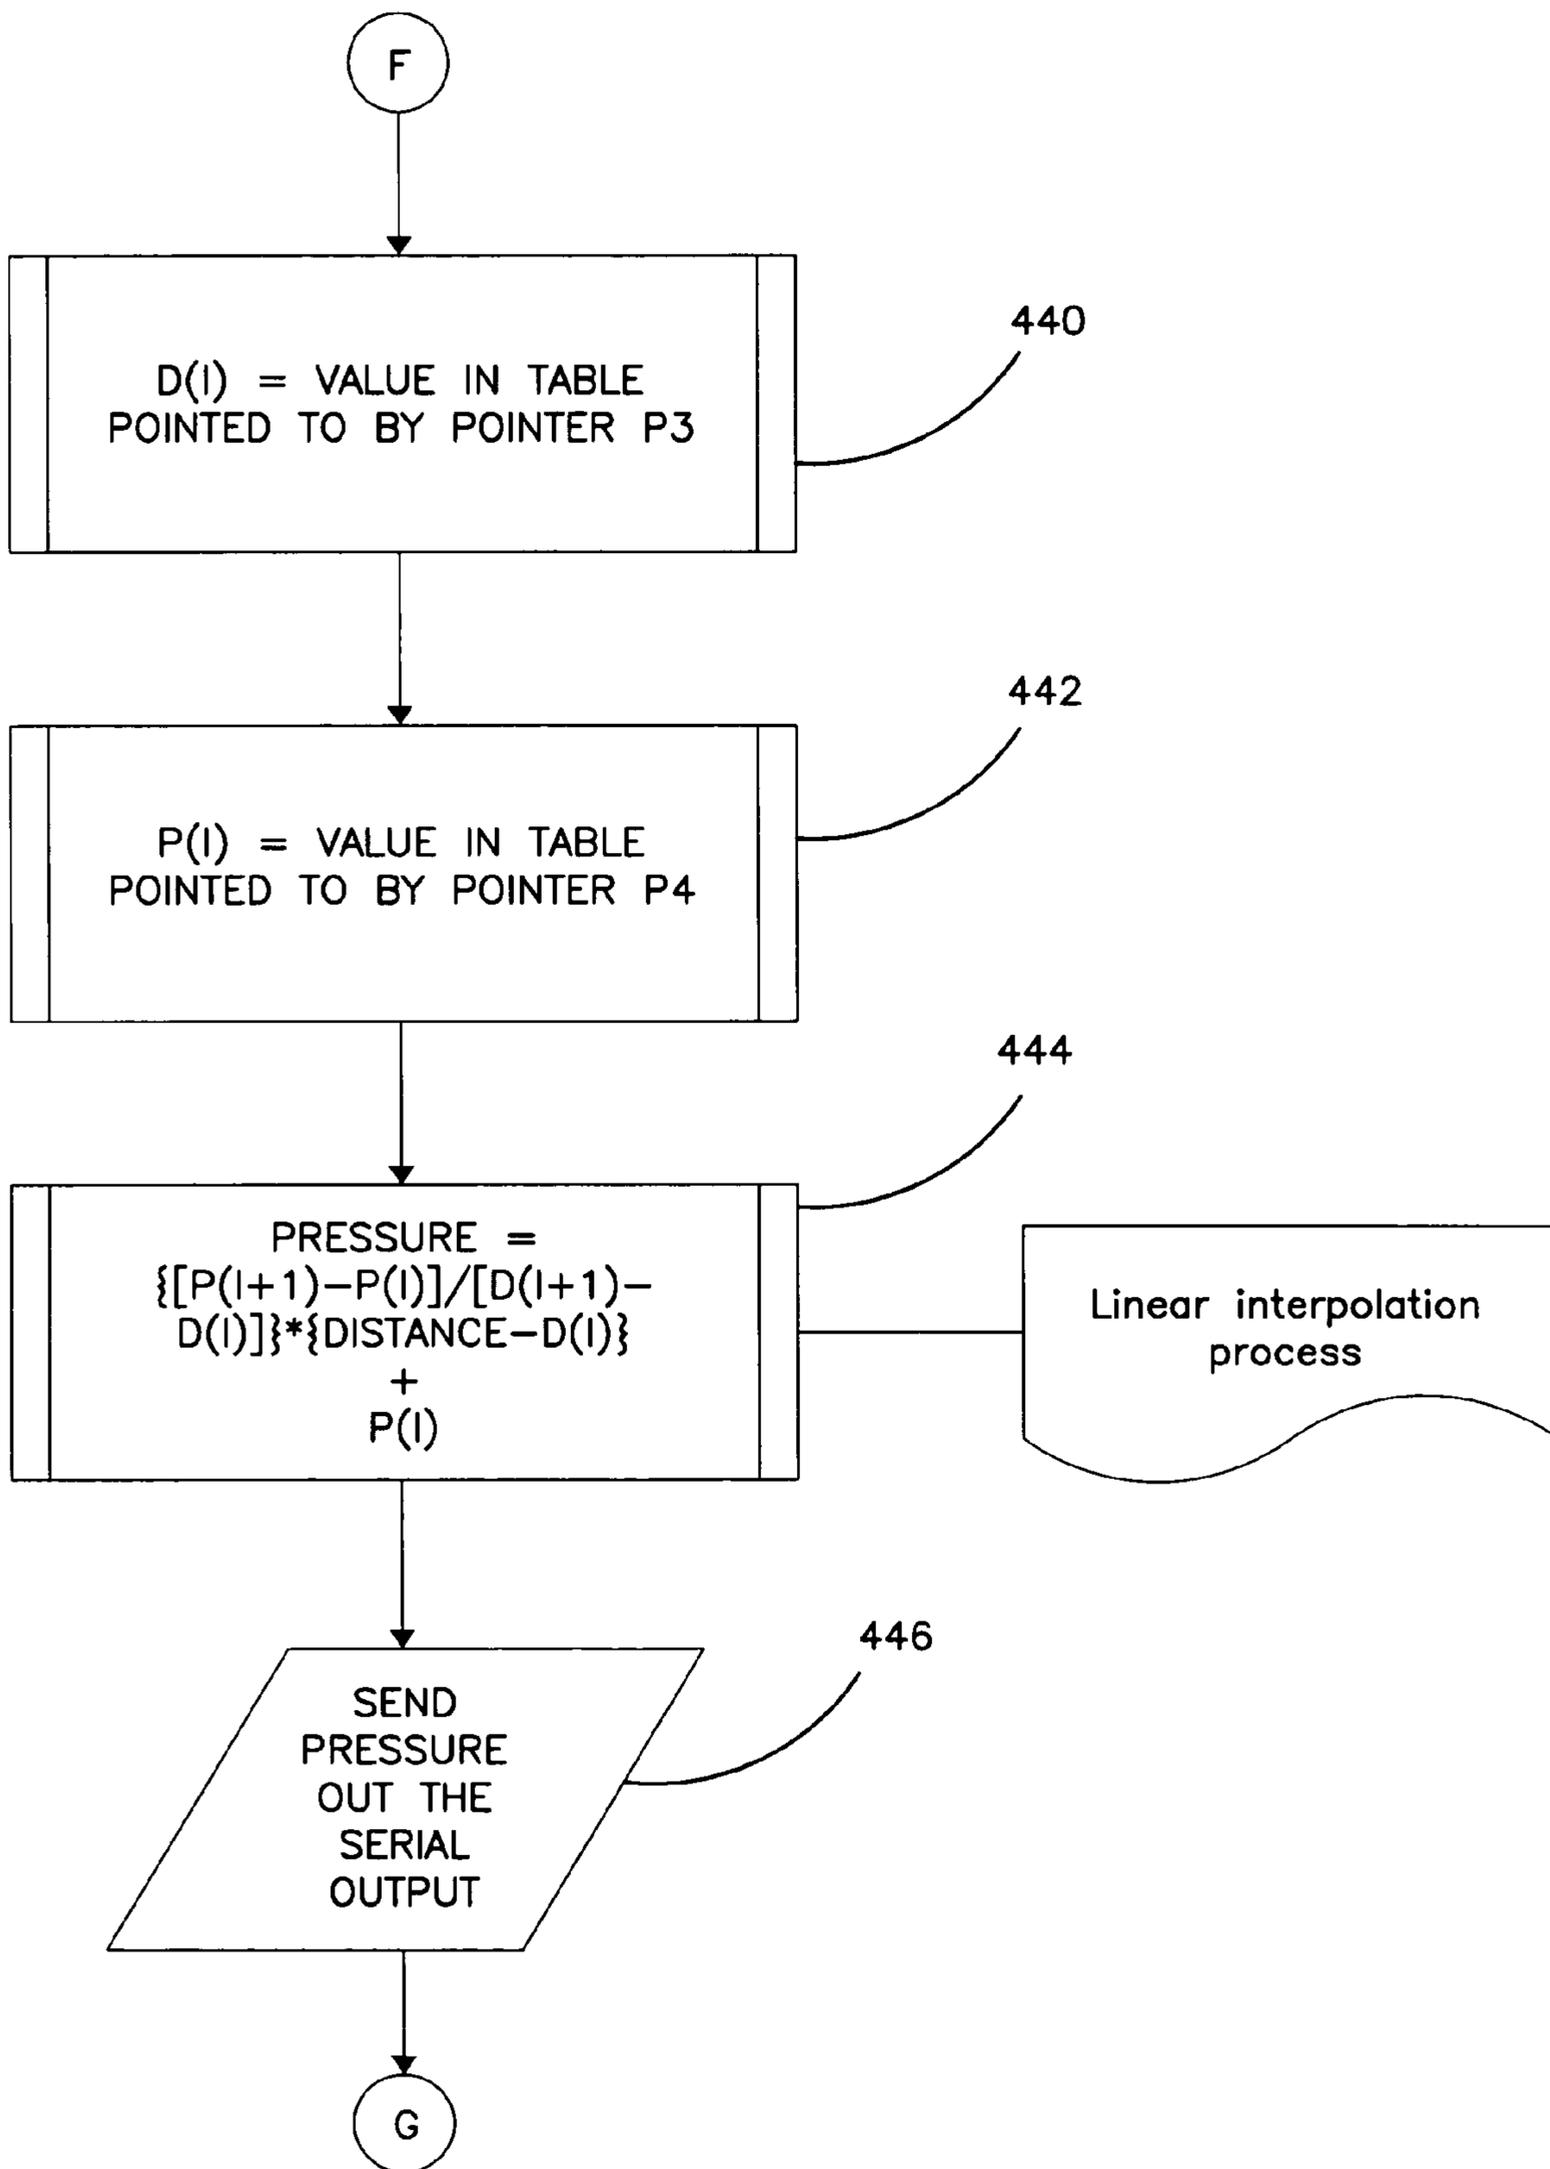 F
440
D(I) = VALUE IN TABLE
POINTED TO BY POINTER P3
442
P(I) = VALUE IN TABLE
POINTED TO BY POINTER P4
444
PRESSURE =
{[P(I+1)−P(I)]/[D(I+1)−
D(I)]}*{DISTANCE−D(I)}
+
P(I)
Linear interpolation
process
446
SEND
PRESSURE
OUT THE
SERIAL
OUTPUT
G